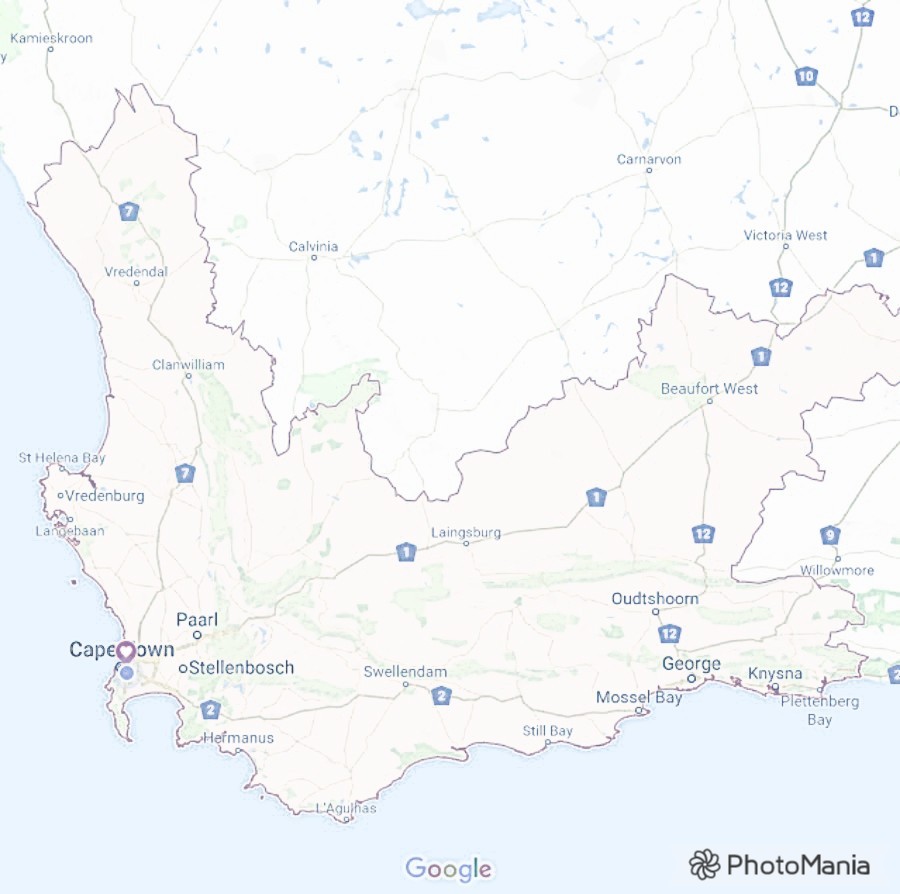 12
Kamieskroon
y
10
D
Carnarvon
7
Victoria West
Calvinia
1
Vredendal
12
1
Clanwilliam
Beaufort West
St Helena Bay
7
Vredenburg
1
Langebaan
Laingsburg
12
9
1
Willowmore
Oudtshoorn
Paarl
12
Cape Town
Stellenbosch
George
Swellendam
Knysna
2
2
Mossel Bay
Plettenberg
Bay
2
Hermanus
Still Bay
L'Agulhas
Google
PhotoMania